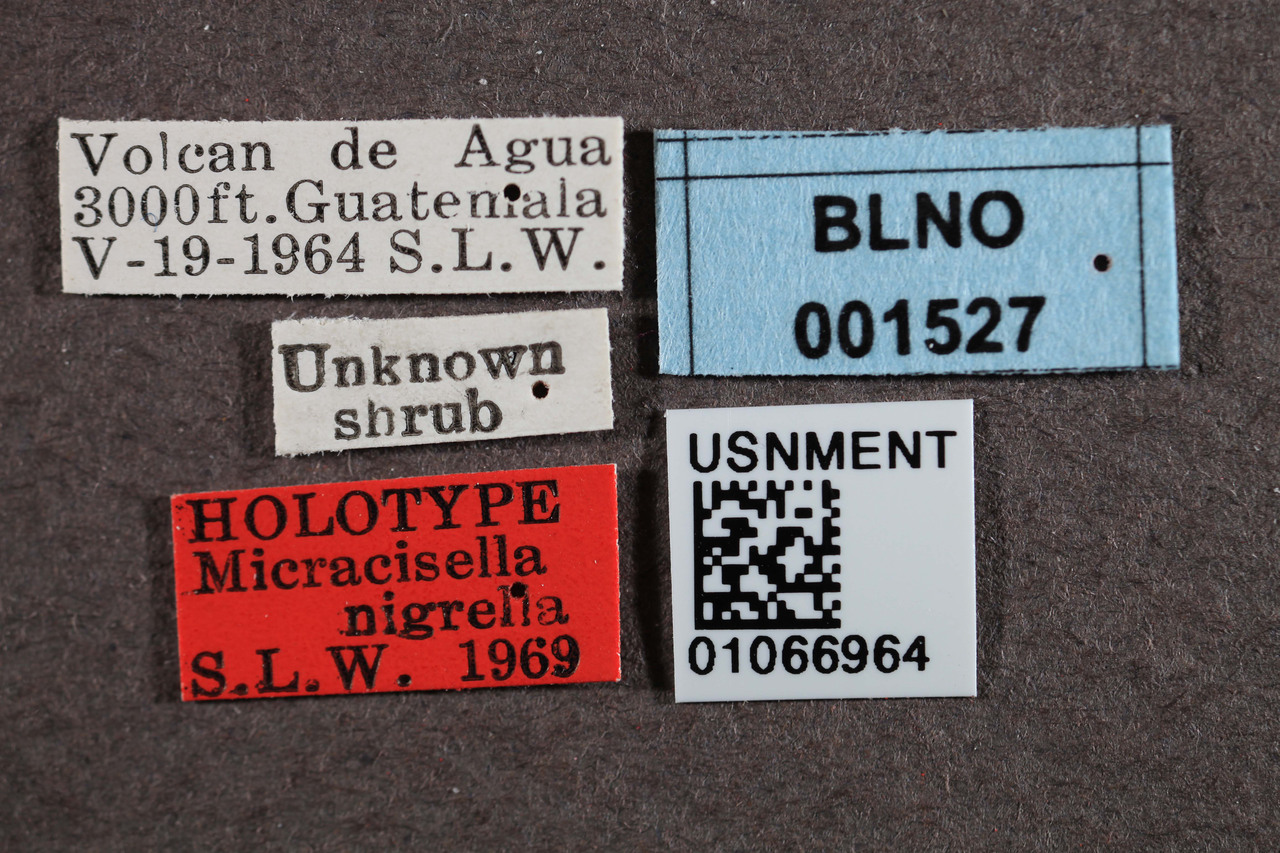 Volcan de Agua
3000ft. Guatemala
V-19-1964 S.L.W.
Unknown
shrub
HOLOTYPE
Micracisella
nigrella
S.L.W. 1969
BLNO
001527
USNMENT
01066964